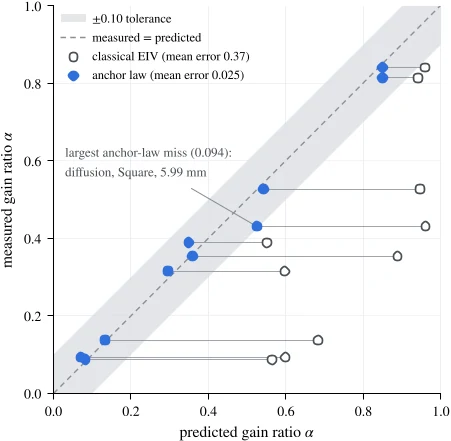 1.0
0.8
0.6
0.4
0.2
0.0
0.0 0.2 0.4 0.6 0.8 1.0
measured gain ratio α
predicted gain ratio α
±0.10 tolerance
measured = predicted
classical EIV (mean error 0.37)
anchor law (mean error 0.025)
largest anchor-law miss (0.094):
diffusion, Square, 5.99 mm